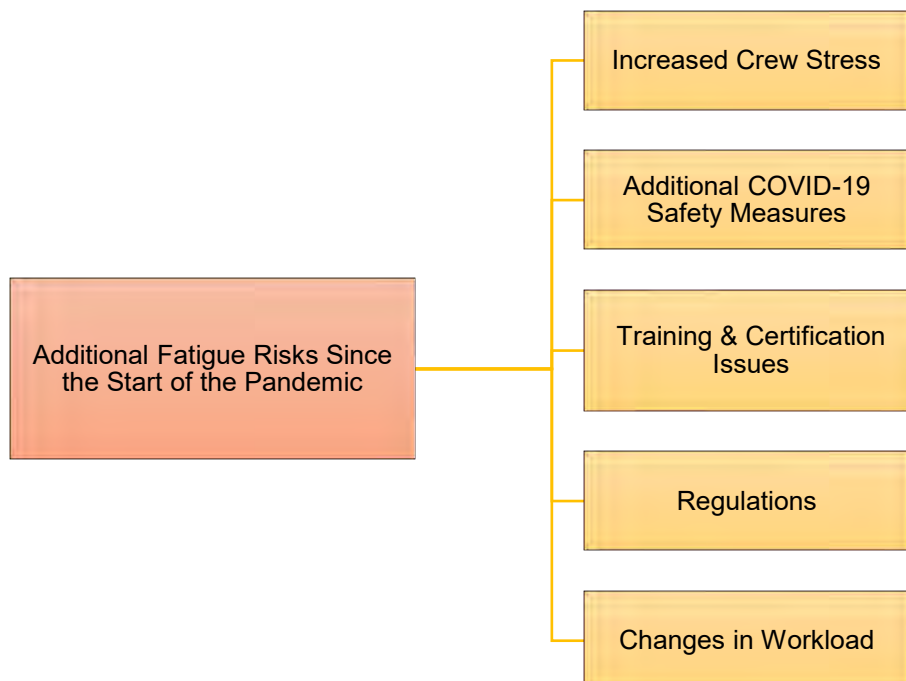 Increased Crew Stress
Additional COVID-19
Safety Measures
Additional Fatigue Risks Since
the Start of the Pandemic
Training & Certification
Issues
Regulations
Changes in Workload